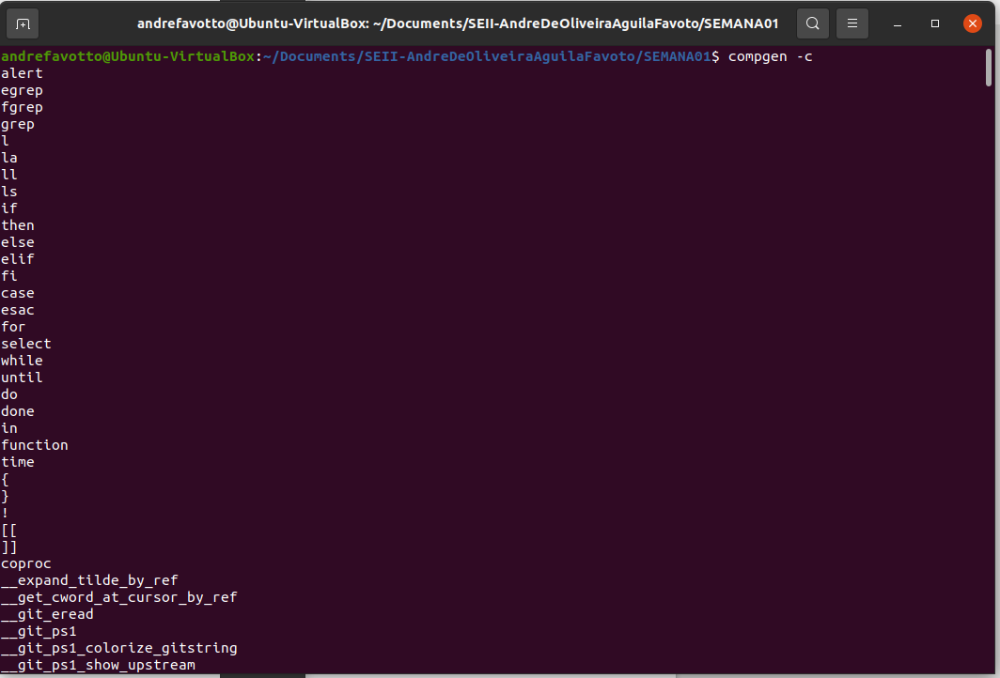 andrefavotto@Ubuntu-VirtualBox: ~/Documents/SEII-AndreDeOliveiraAguilaFavoto/SEMANA01
andrefavotto@Ubuntu-VirtualBox:~/Documents/SEII-AndreDeOliveiraAguilaFavoto/SEMANA01$ compgen -c
alert
egrep
fgrep
grep
l
la
ll
ls
if
then
else
elif
fi
case
esac
for
select
while
until
do
done
in
function
time
{
}
!
[[
]]
coproc
__expand_tilde_by_ref
__get_cword_at_cursor_by_ref
__git_eread
__git_ps1
__git_ps1_colorize_gitstring
__git_ps1_show_upstream